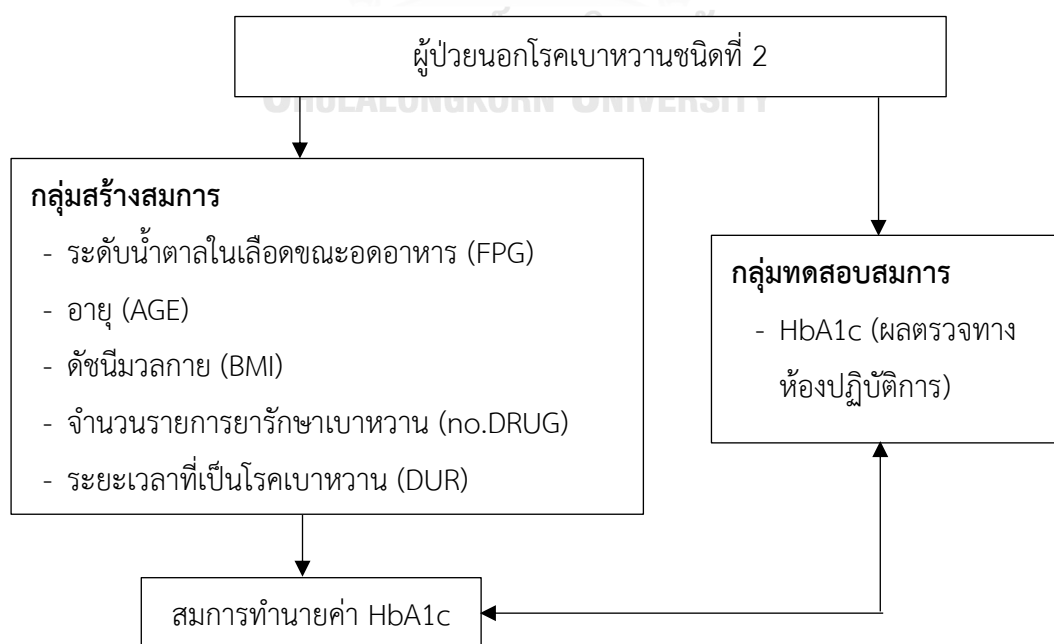 ผู้ป่วยนอกโรคเบาหวานชนิดที่ 2
CHULALONGKORN UNIVERSITY
กลุ่มสร้างสมการ
- ระดับน้ำตาลในเลือดขณะอดอาหาร (FPG)
- อายุ (AGE)
- ดัชนีมวลกาย (BMI)
- จำนวนรายการยารักษาเบาหวาน (no.DRUG)
- ระยะเวลาที่เป็นโรคเบาหวาน (DUR)
กลุ่มทดสอบสมการ
- HbA1c (ผลตรวจทาง
ห้องปฏิบัติการ)
สมการทำนายค่า HbA1c